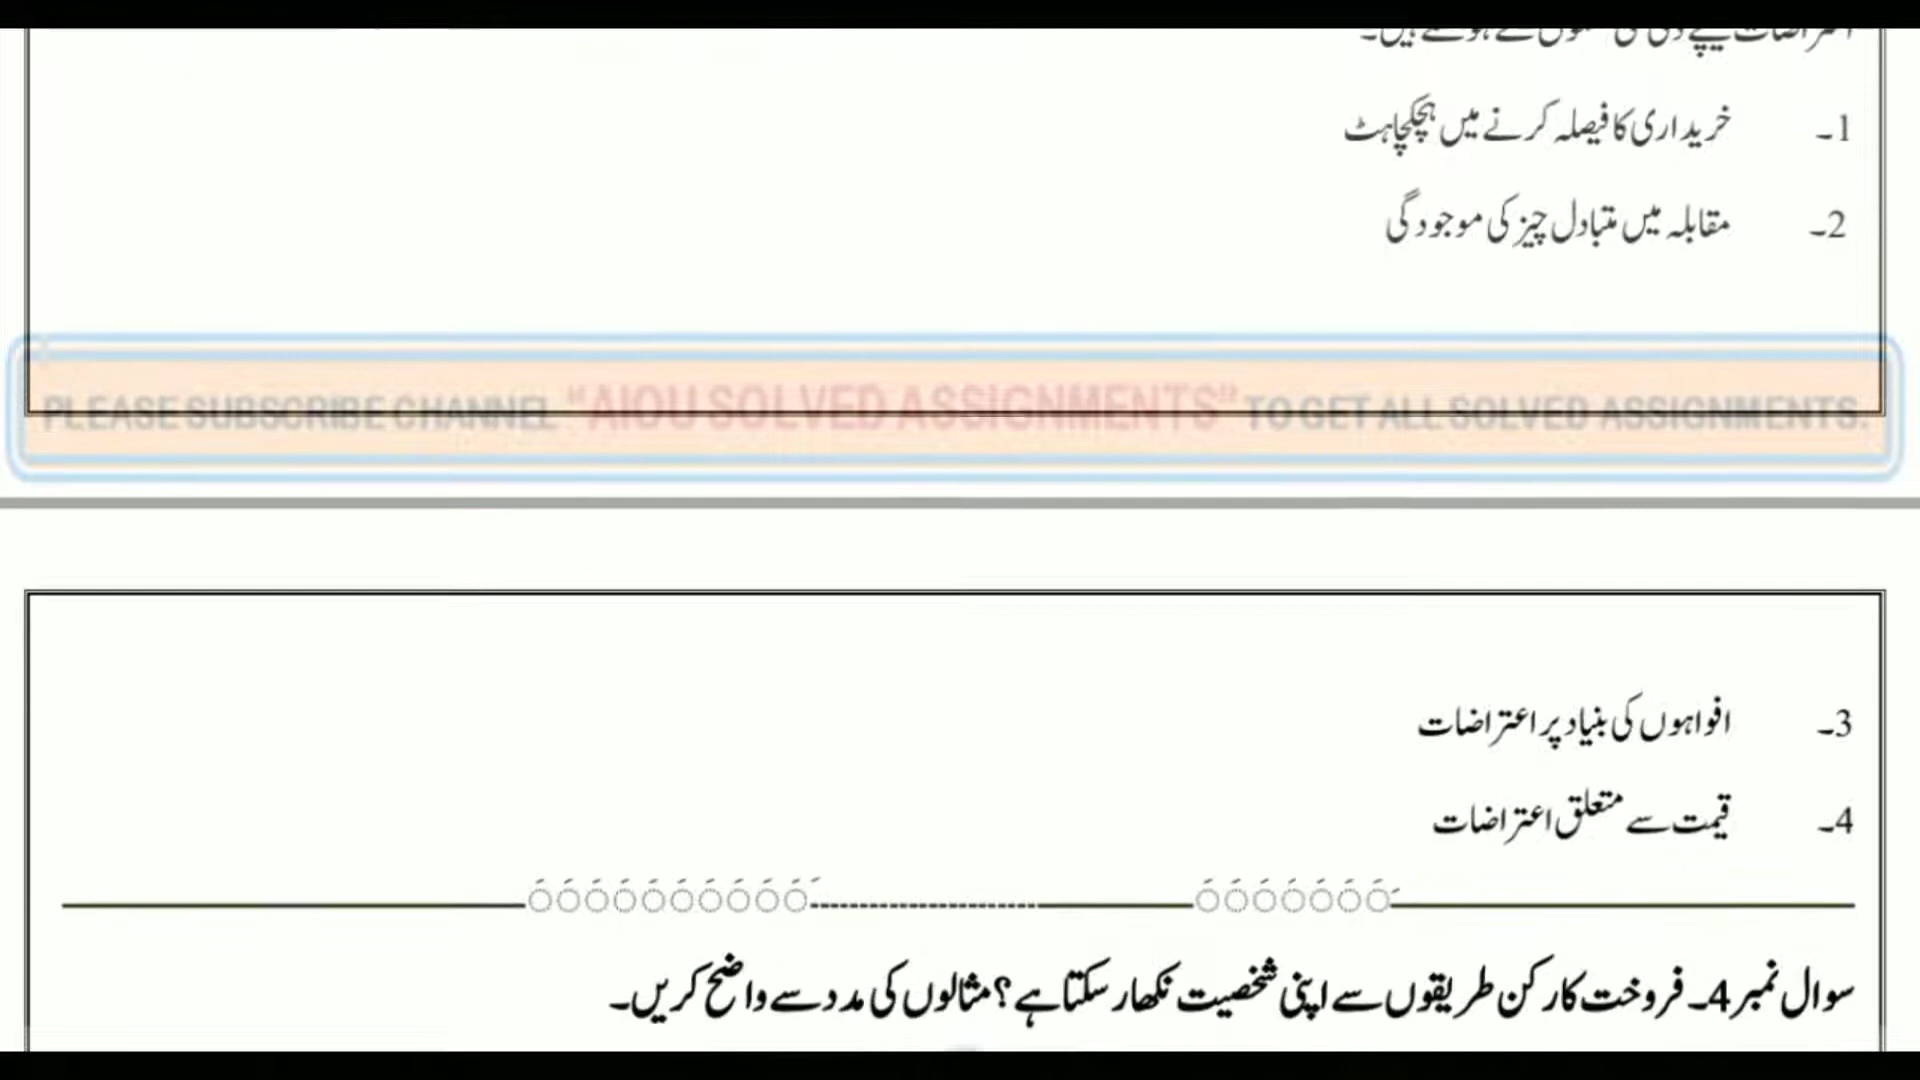 1۔ خریداری کا فیصلہ کرنے میں ہچکچاہٹ
2۔ مقابلہ میں متبادل چیز کی موجودگی
PLEASE SUBSCRIBE CHANNEL "AIOU SOLVED ASSIGNMENTS" TO GET ALL SOLVED ASSIGNMENTS.
3۔ افواہوں کی بنیاد پر اعتراضات
4۔ قیمت سے متعلق اعتراضات
سوال نمبر 4۔ فروخت کار کن طریقوں سے اپنی شخصیت نکھار سکتا ہے؟ مثالوں کی مدد سے واضح کریں۔